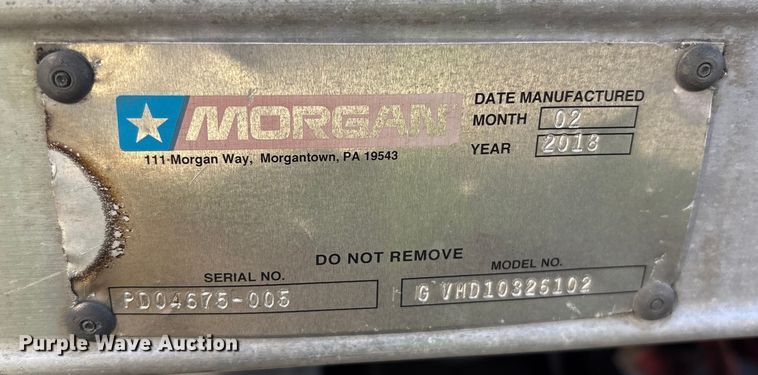 MORGAN
111 Morgan Way, Morgantown, PA 19543
DATE MANUFACTURED
MONTH 02
YEAR 2018
DO NOT REMOVE
SERIAL NO.
PD04675-005
MODEL NO.
G VMD10326102
Purple Wave Auction